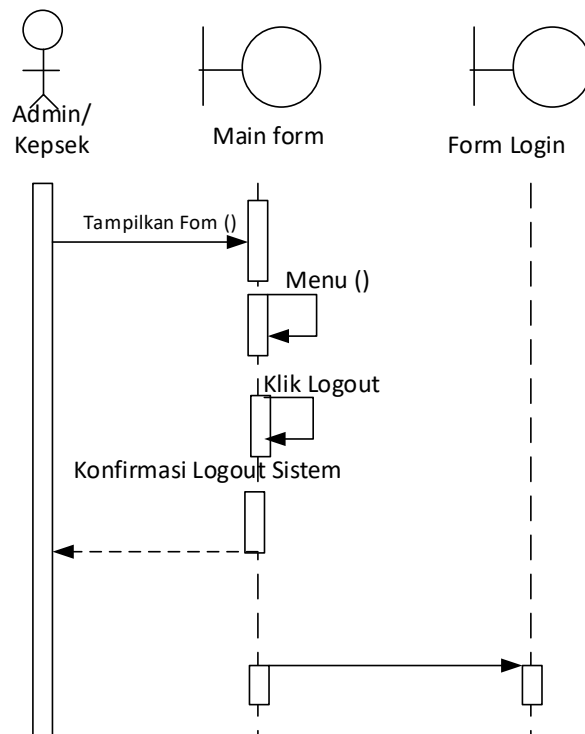 Admin/
Kepsek
Main form
Form Login
Tampilkan Fom ()
Menu ()
Klik Logout
Konfirmasi Logout Sistem